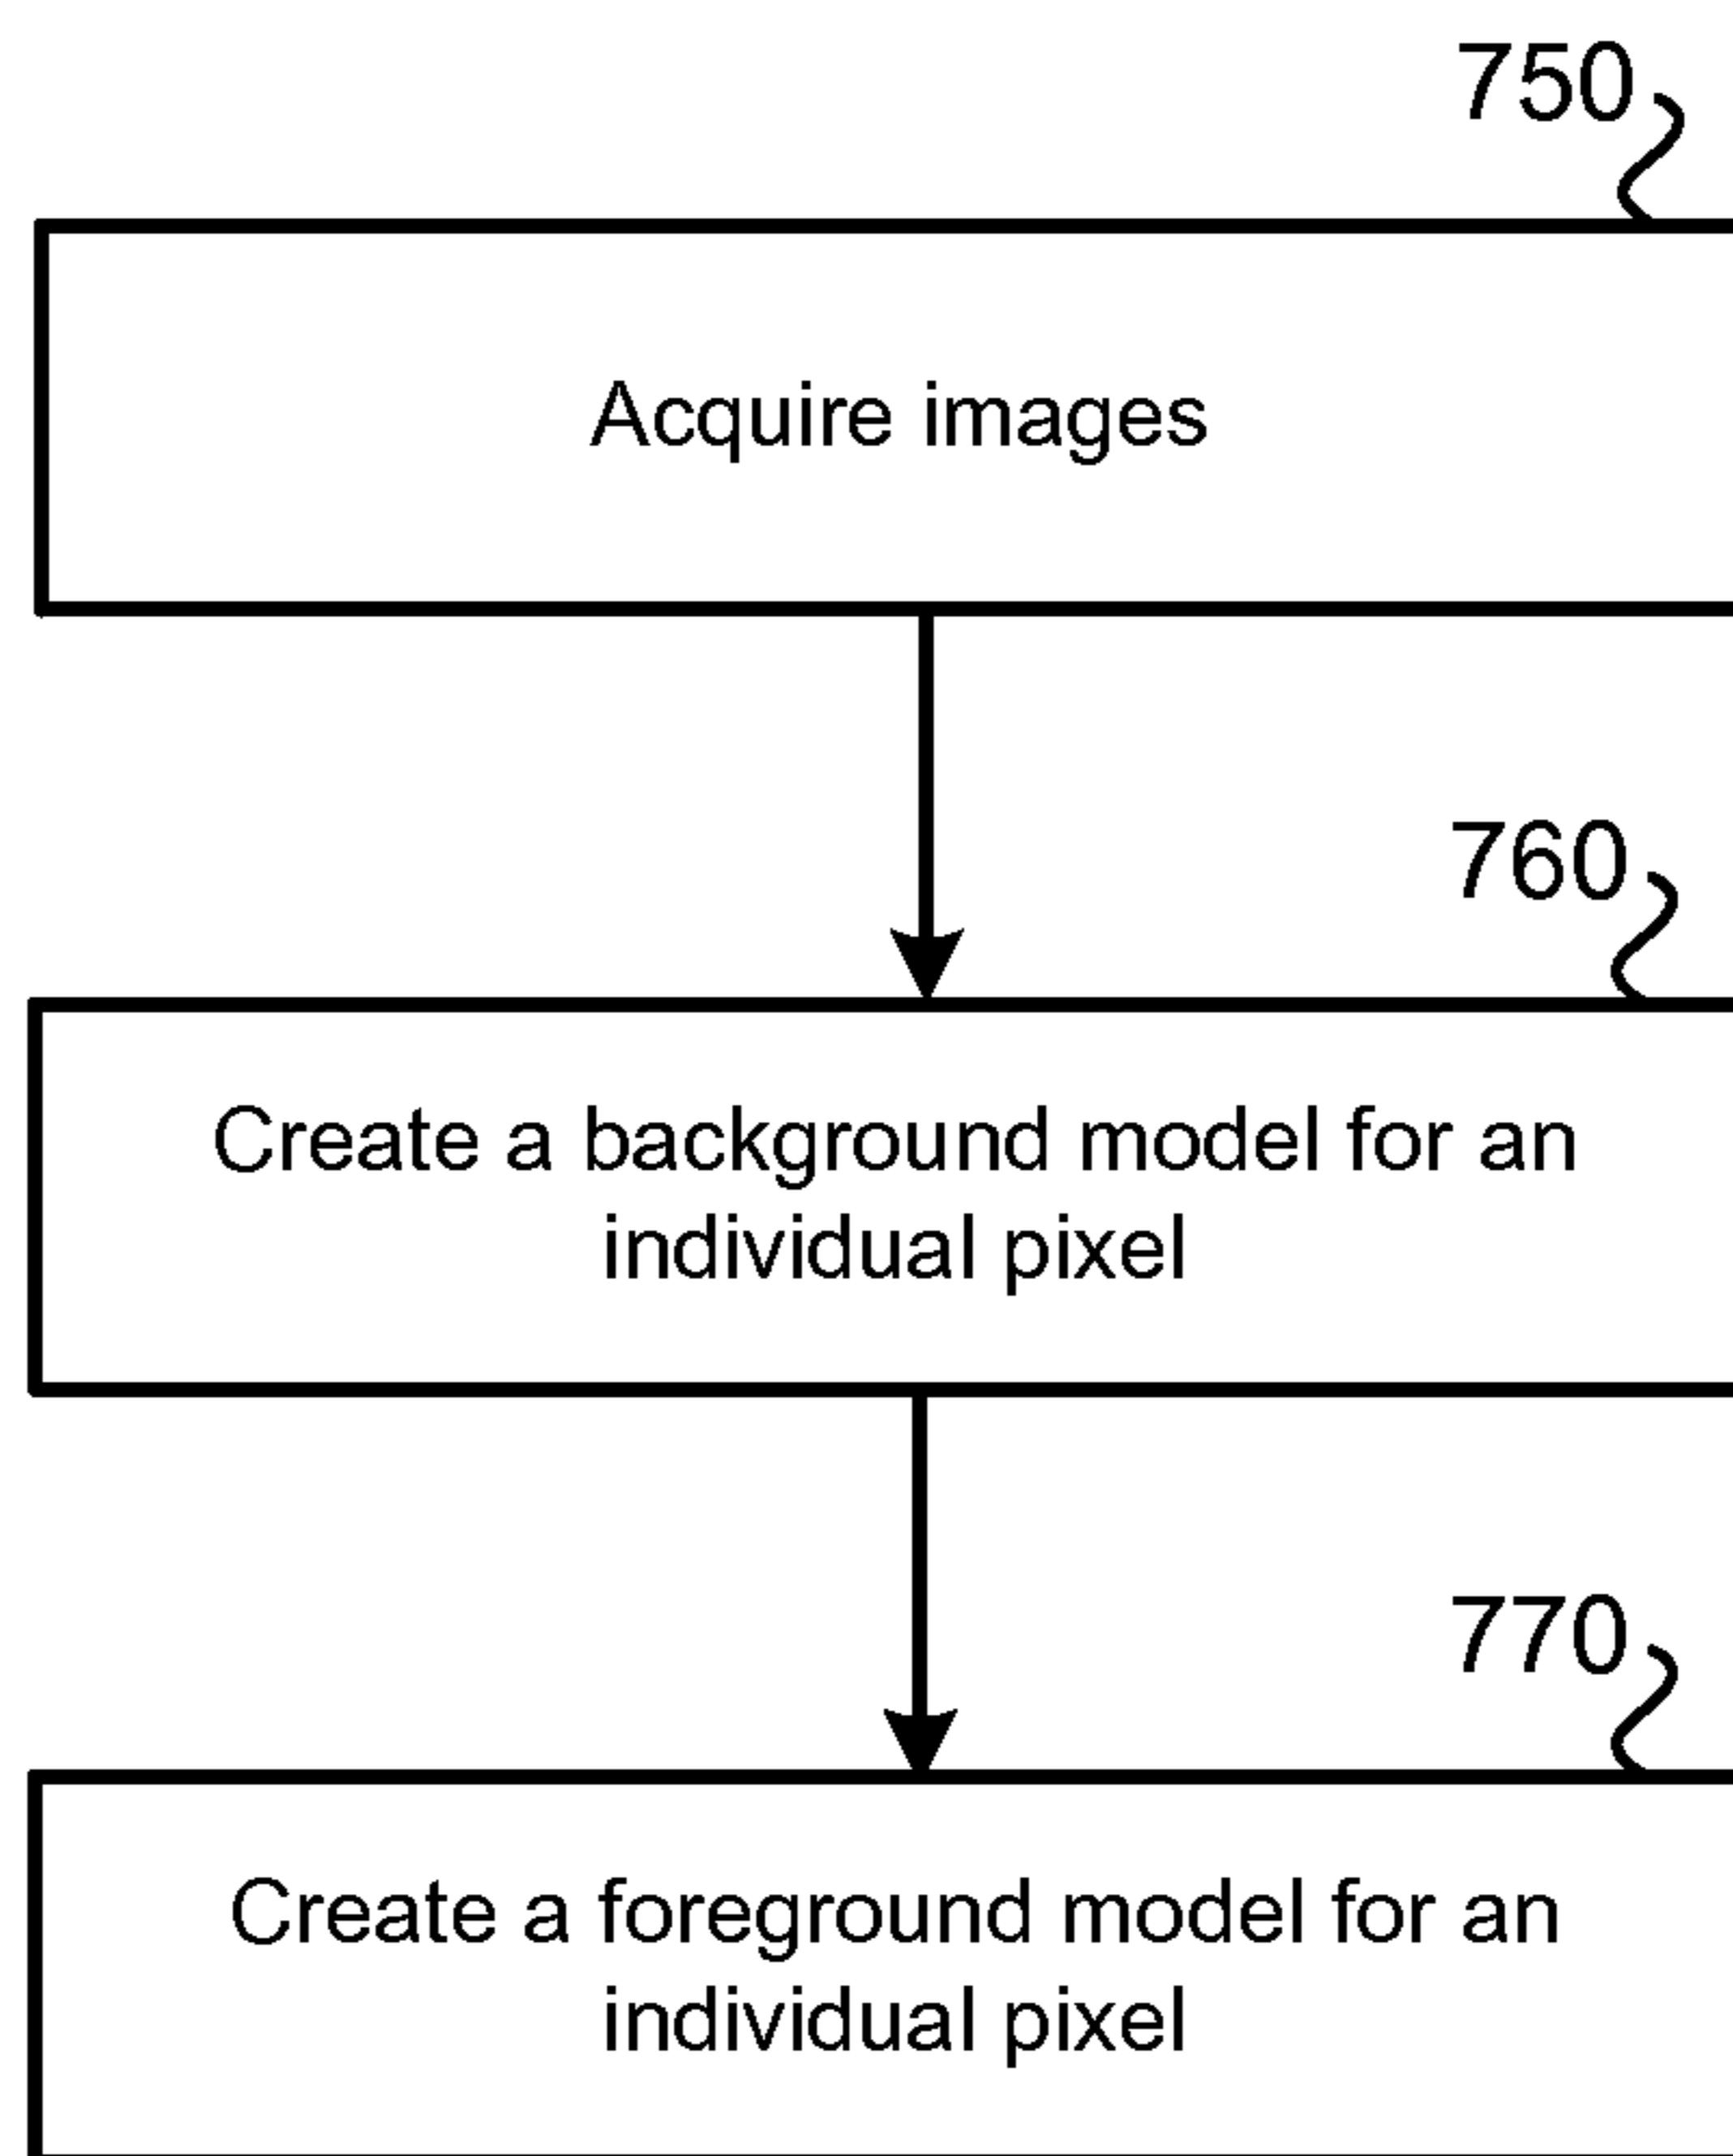 750
Acquire images
760
Create a background model for an
individual pixel
770
Create a foreground model for an
individual pixel